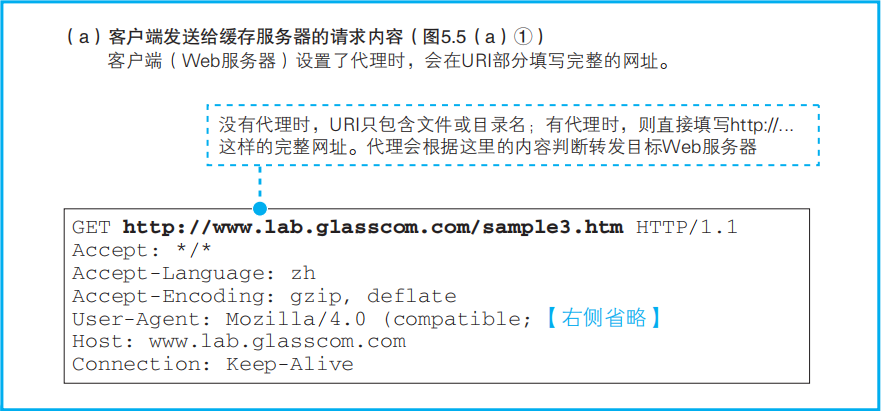 （a）客户端发送给缓存服务器的请求内容（图5.5（a）①）
客户端（Web服务器）设置了代理时，会在URI部分填写完整的网址。
没有代理时，URI只包含文件或目录名；有代理时，则直接填写http://...
这样的完整网址。代理会根据这里的内容判断转发目标Web服务器
GET http://www.lab.glasscom.com/sample3.htm HTTP/1.1
Accept: */*
Accept-Language: zh
Accept-Encoding: gzip, deflate
User-Agent: Mozilla/4.0 (compatible;【右侧省略】
Host: www.lab.glasscom.com
Connection: Keep-Alive